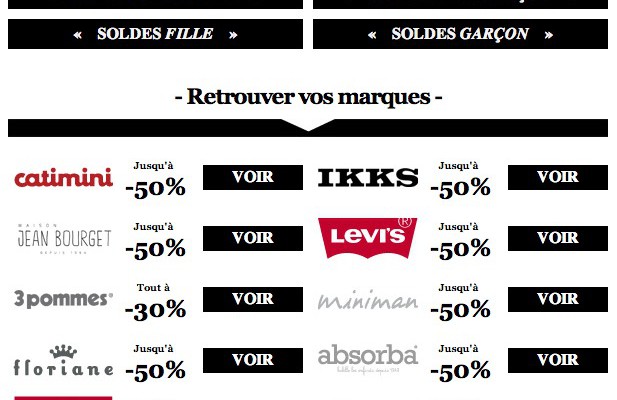 « SOLDES FILLE »
« SOLDES GARÇON »
- Retrouver vos marques -
catimini
Jusqu'à
-50%
VOIR
IKKS
Jusqu'à
-50%
VOIR
MAISON
JEAN BOURGET
DEPUIS 1964
Jusqu'à
-50%
VOIR
LEVI'S®
Jusqu'à
-50%
VOIR
3pommes®
Tout à
-30%
VOIR
miniman
Jusqu'à
-50%
VOIR
floriane
Jusqu'à
-50%
VOIR
absorba
Jusqu'à
-50%
VOIR